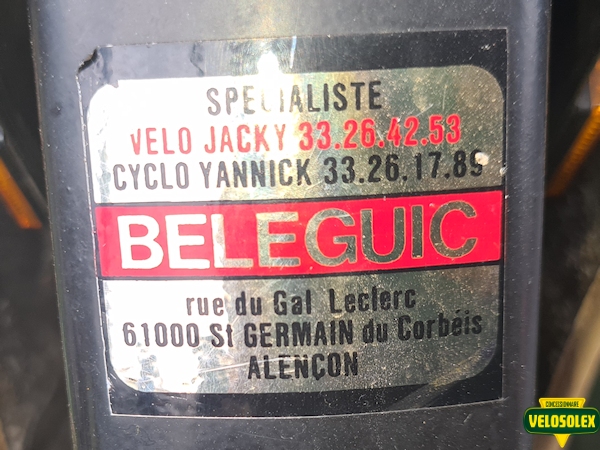 SPECIALISTE
VELO JACKY 33.26.42.53
CYCLO YANNICK 33.26.17.89
BELEGUIC
rue du Gal Leclerc
61000 St GERMAIN du Corbéis
ALENÇON
CONCESSIONNAIRE
VELOSOLEX